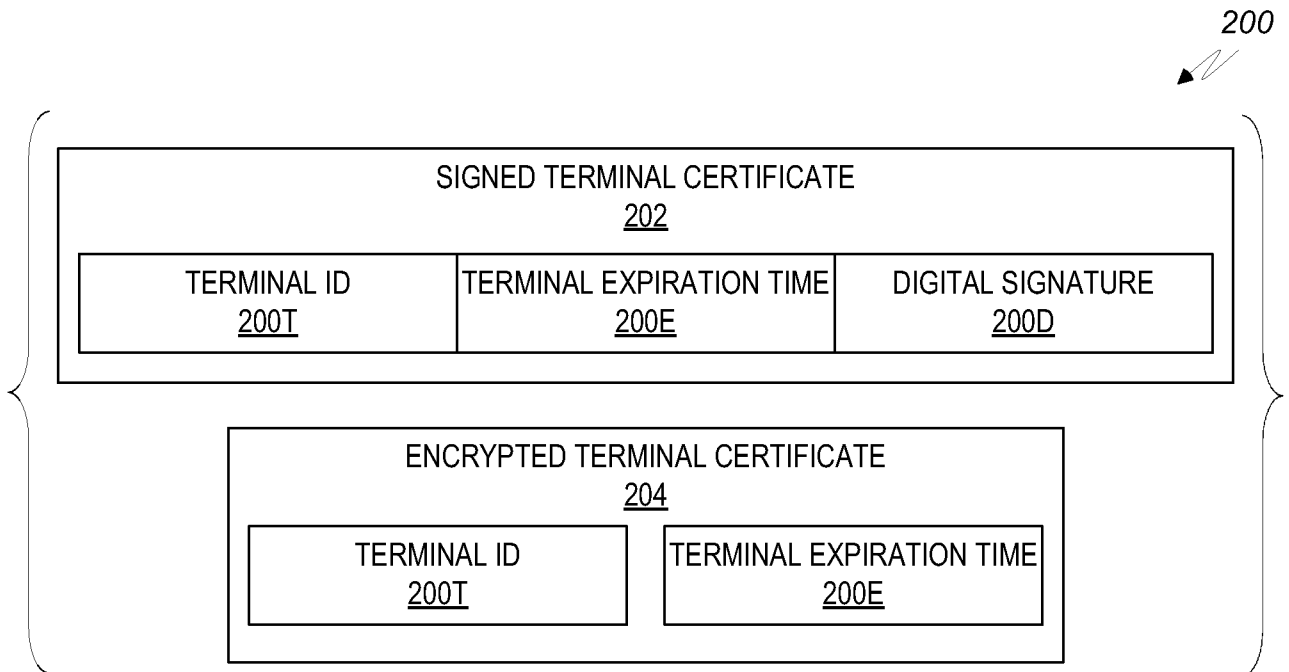 200
SIGNED TERMINAL CERTIFICATE
202
TERMINAL ID
200T
TERMINAL EXPIRATION TIME
200E
DIGITAL SIGNATURE
200D
ENCRYPTED TERMINAL CERTIFICATE
204
TERMINAL ID
200T
TERMINAL EXPIRATION TIME
200E